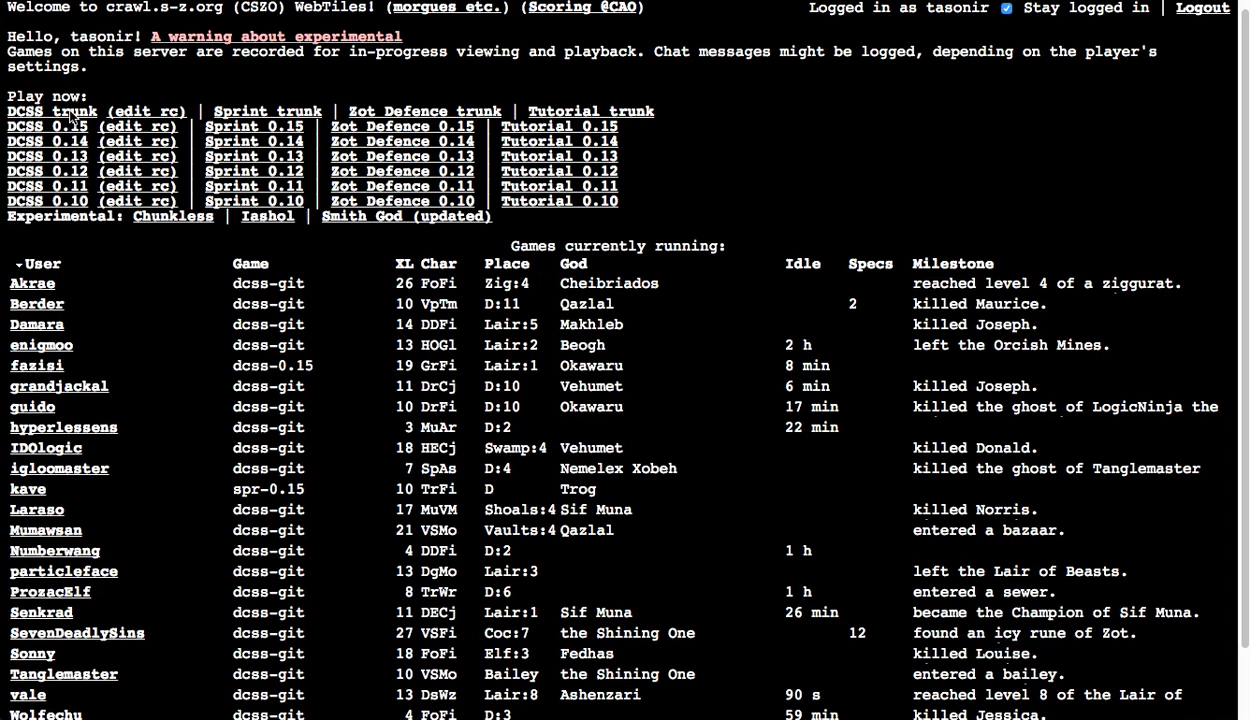 Welcome to crawl.s-z.org (CSZO) WebTiles! (morgues etc.) (Scoring @CAO) Logged in as tasonir Stay logged in | Logout
Hello, tasonir! A warning about experimental
Games on this server are recorded for in-progress viewing and playback. Chat messages might be logged, depending on the player's
settings.
Play now:
DCSS trunk (edit rc) | Sprint trunk | Zot Defence trunk | Tutorial trunk
DCSS 0.15 (edit rc) | Sprint 0.15 | Zot Defence 0.15 | Tutorial 0.15
DCSS 0.14 (edit rc) | Sprint 0.14 | Zot Defence 0.14 | Tutorial 0.14
DCSS 0.13 (edit rc) | Sprint 0.13 | Zot Defence 0.13 | Tutorial 0.13
DCSS 0.12 (edit rc) | Sprint 0.12 | Zot Defence 0.12 | Tutorial 0.12
DCSS 0.11 (edit rc) | Sprint 0.11 | Zot Defence 0.11 | Tutorial 0.11
DCSS 0.10 (edit rc) | Sprint 0.10 | Zot Defence 0.10 | Tutorial 0.10
Experimental: Chunkless | Iashol | Smith God (updated)
Games currently running:
User Game XL Char Place God Idle Specs Milestone
Akrae dcss-git 26 FoFi Zig:4 Cheibriados reached level 4 of a ziggurat.
Berder dcss-git 10 VpTm D:11 Qazlal 2 killed Maurice.
Damara dcss-git 14 DDFi Lair:5 Makhleb killed Joseph.
enigmoo dcss-git 13 HOGl Lair:2 Beogh 2 h left the Orcish Mines.
fazisi dcss-0.15 19 GrFi Lair:1 Okawaru 8 min
grandjackal dcss-git 11 DrCj D:10 Vehumet 6 min killed Joseph.
guido dcss-git 10 DrFi D:10 Okawaru 17 min killed the ghost of LogicNinja the
hyperlessens dcss-git 3 MuAr D:2 22 min
IDOlogic dcss-git 18 HECj Swamp:4 Vehumet killed Donald.
igloomaster dcss-git 7 SpAs D:4 Nemelex Xobeh killed the ghost of Tanglemaster
kave spr-0.15 10 TrFi D Trog
Laraso dcss-git 17 MuVM Shoals:4 Sif Muna killed Norris.
Mumawsan dcss-git 21 VSMo Vaults:4 Qazlal entered a bazaar.
Numberwang dcss-git 4 DDFi D:2 1 h
particleface dcss-git 13 DgMo Lair:3 left the Lair of Beasts.
ProzacElf dcss-git 8 TrWr D:6 1 h entered a sewer.
Senkrad dcss-git 11 DECj Lair:1 Sif Muna 26 min became the Champion of Sif Muna.
SevenDeadlySins dcss-git 27 VSFi Coc:7 the Shining One 12 found an icy rune of Zot.
Sonny dcss-git 18 FoFi Elf:3 Fedhas killed Louise.
Tanglemaster dcss-git 10 VSMo Bailey the Shining One entered a bailey.
vale dcss-git 13 DsWz Lair:8 Ashenzari 90 s reached level 8 of the Lair of
Wolfechu dcss-git 4 FoFi D:3 59 min killed Jessica.